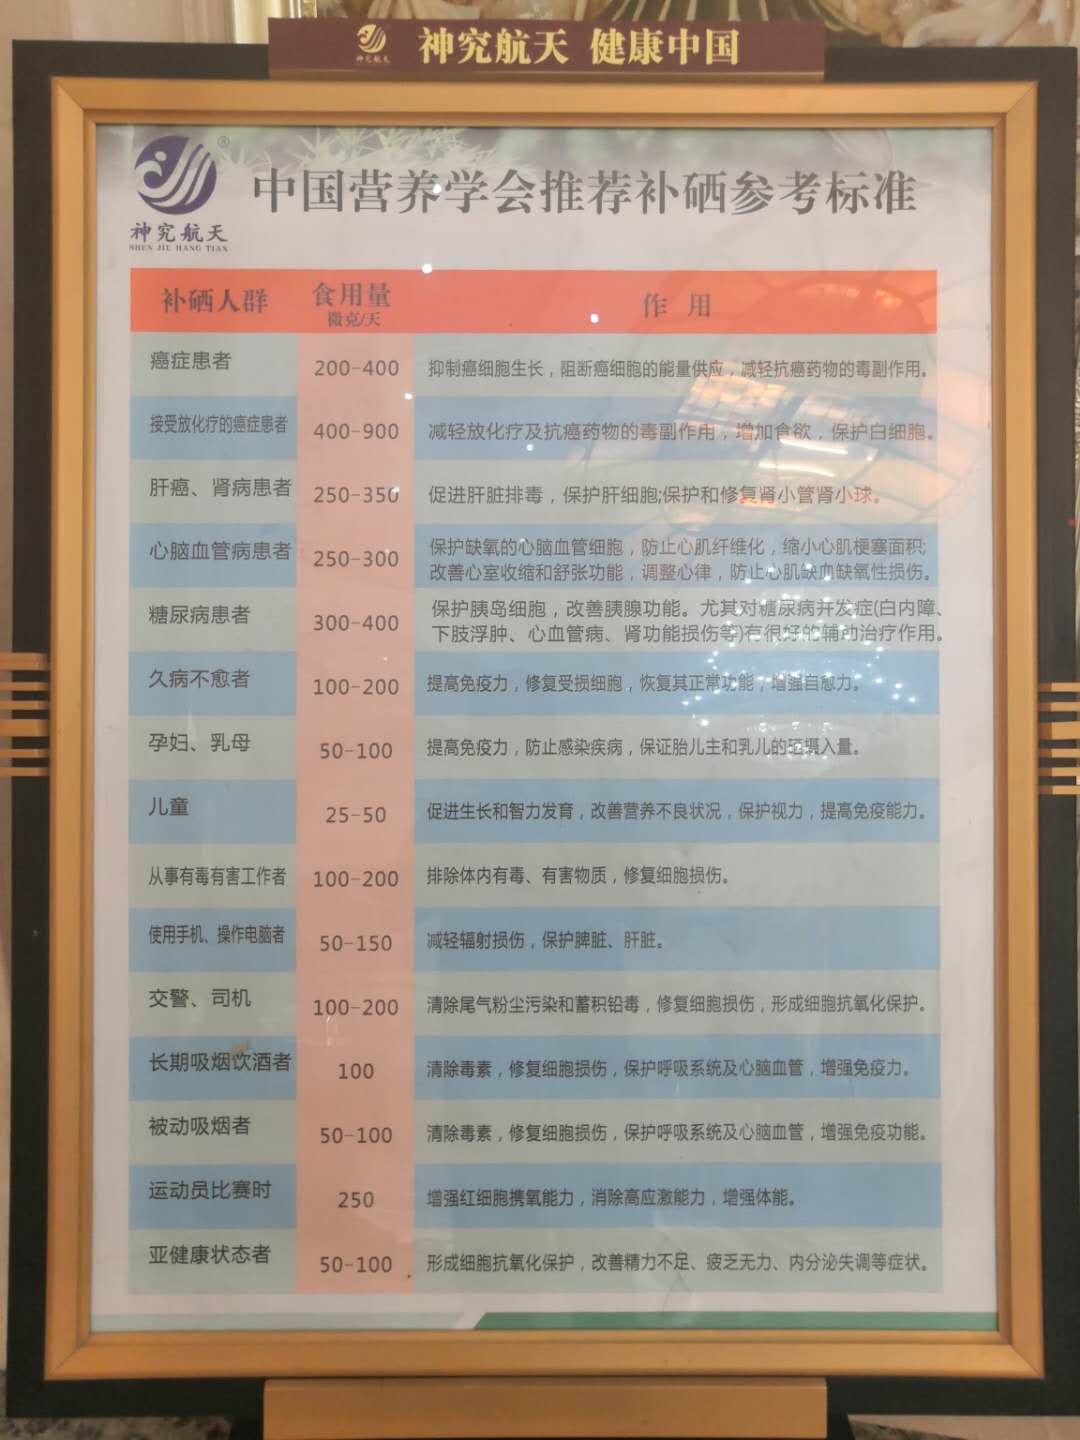 神究航天
神究航天 健康中国
®
神究航天
SHEN JIU HANG TIAN
中国营养学会推荐补硒参考标准
补硒人群 食用量 微克/天 作 用
癌症患者 200-400 抑制癌细胞生长，阻断癌细胞的能量供应，减轻抗癌药物的毒副作用。
接受放化疗的癌症患者 400-900 减轻放化疗及抗癌药物的毒副作用，增加食欲，保护白细胞。
肝癌、肾病患者 250-350 促进肝脏排毒，保护肝细胞;保护和修复肾小管肾小球。
心脑血管病患者 250-300 保护缺氧的心脑血管细胞，防止心肌纤维化，缩小心肌梗塞面积;
改善心室收缩和舒张功能，调整心律，防止心肌缺血缺氧性损伤。
糖尿病患者 300-400 保护胰岛细胞，改善胰腺功能。尤其对糖尿病并发症(白内障、
下肢浮肿、心血管病、肾功能损伤等)有很好的辅助治疗作用。
久病不愈者 100-200 提高免疫力，修复受损细胞，恢复其正常功能，增强自愈力。
孕妇、乳母 50-100 提高免疫力，防止感染疾病，保证胎儿主和乳儿的硒摄入量。
儿童 25-50 促进生长和智力发育，改善营养不良状况，保护视力，提高免疫能力。
从事有毒有害工作者 100-200 排除体内有毒、有害物质，修复细胞损伤。
使用手机、操作电脑者 50-150 减轻辐射损伤，保护脾脏、肝脏。
交警、司机 100-200 清除尾气粉尘污染和蓄积铅毒，修复细胞损伤，形成细胞抗氧化保护。
长期吸烟饮酒者 100 清除毒素，修复细胞损伤，保护呼吸系统及心脑血管，增强免疫力。
被动吸烟者 50-100 清除毒素，修复细胞损伤，保护呼吸系统及心脑血管，增强免疫功能。
运动员比赛时 250 增强红细胞携氧能力，消除高应激能力，增强体能。
亚健康状态者 50-100 形成细胞抗氧化保护，改善精力不足、疲乏无力、内分泌失调等症状。